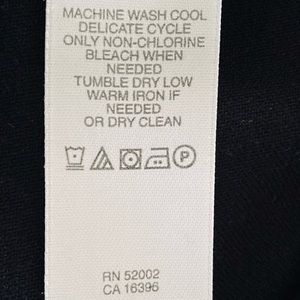 MACHINE WASH COOL
DELICATE CYCLE
ONLY NON-CHLORINE
BLEACH WHEN
NEEDED
TUMBLE DRY LOW
WARM IRON IF
NEEDED
OR DRY CLEAN
P
RN 52002
CA 16396